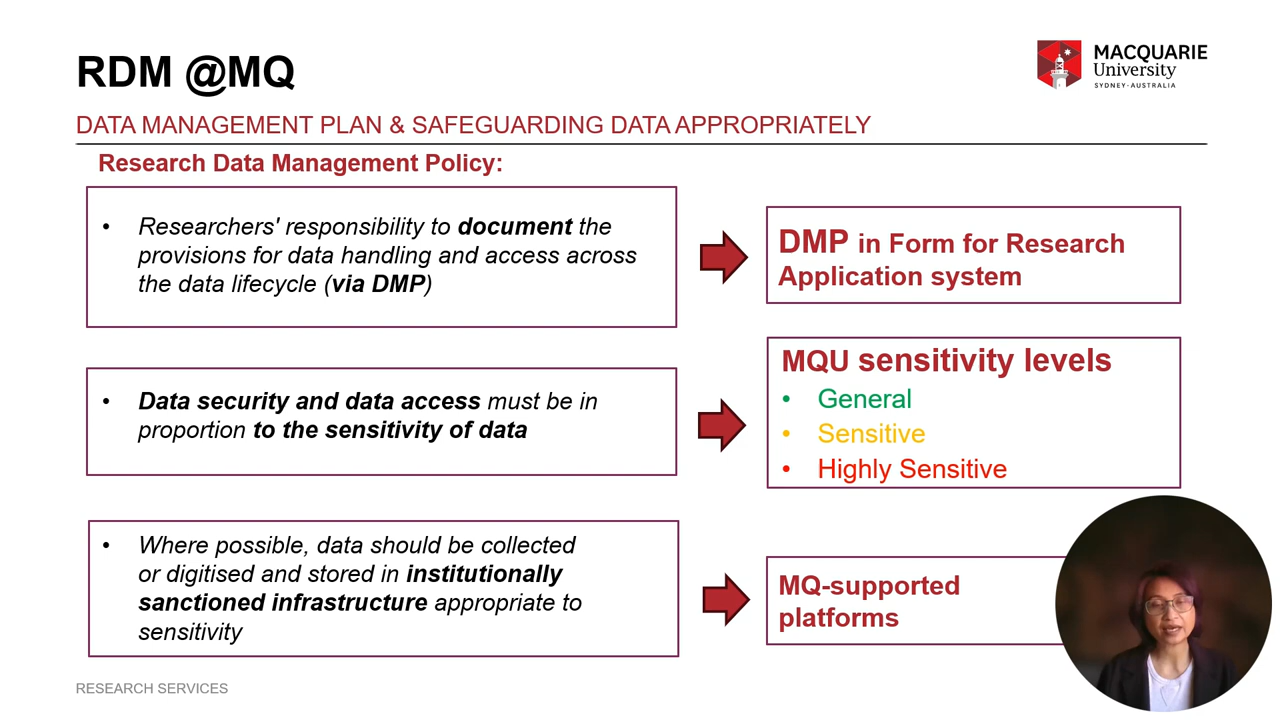 RDM @MQ
MACQUARIE
University
SYDNEY·AUSTRALIA
DATA MANAGEMENT PLAN & SAFEGUARDING DATA APPROPRIATELY
Research Data Management Policy:
• Researchers' responsibility to document the
provisions for data handling and access across
the data lifecycle (via DMP)
DMP in Form for Research
Application system
• Data security and data access must be in
proportion to the sensitivity of data
MQU sensitivity levels
• General
• Sensitive
• Highly Sensitive
• Where possible, data should be collected
or digitised and stored in institutionally
sanctioned infrastructure appropriate to
sensitivity
MQ-supported
platforms
RESEARCH SERVICES